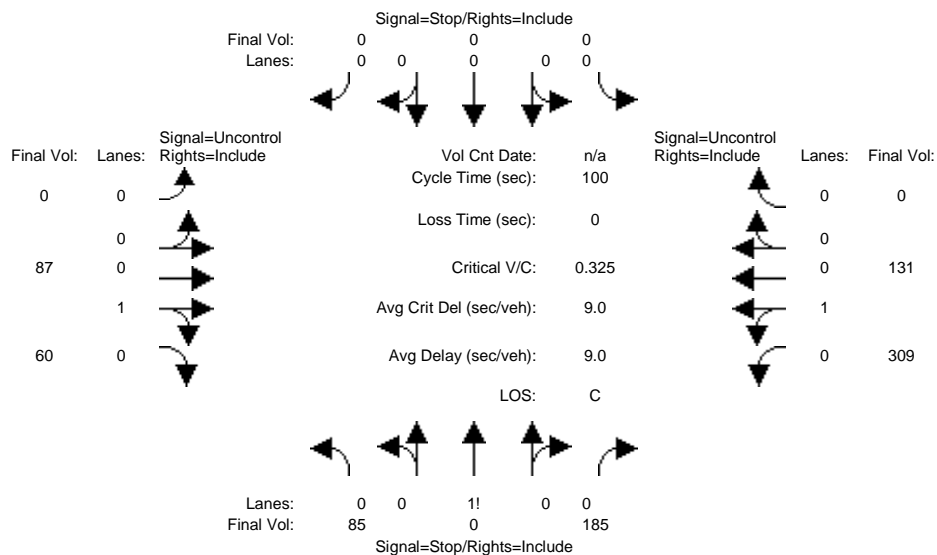 Signal=Stop/Rights=Include
Final Vol: 0 0 0
Lanes: 0 0 0 0 0
Signal=Uncontrol Signal=Uncontrol
Final Vol: Lanes: Rights=Include Vol Cnt Date: n/a Rights=Include Lanes: Final Vol:
Cycle Time (sec): 100
0 0 0 0
Loss Time (sec): 0
0 0
87 0 Critical V/C: 0.325 0 131
1 Avg Crit Del (sec/veh): 9.0 1
60 0 Avg Delay (sec/veh): 9.0 0 309
LOS: C
Lanes: 0 0 1! 0 0
Final Vol: 85 0 185
Signal=Stop/Rights=Include